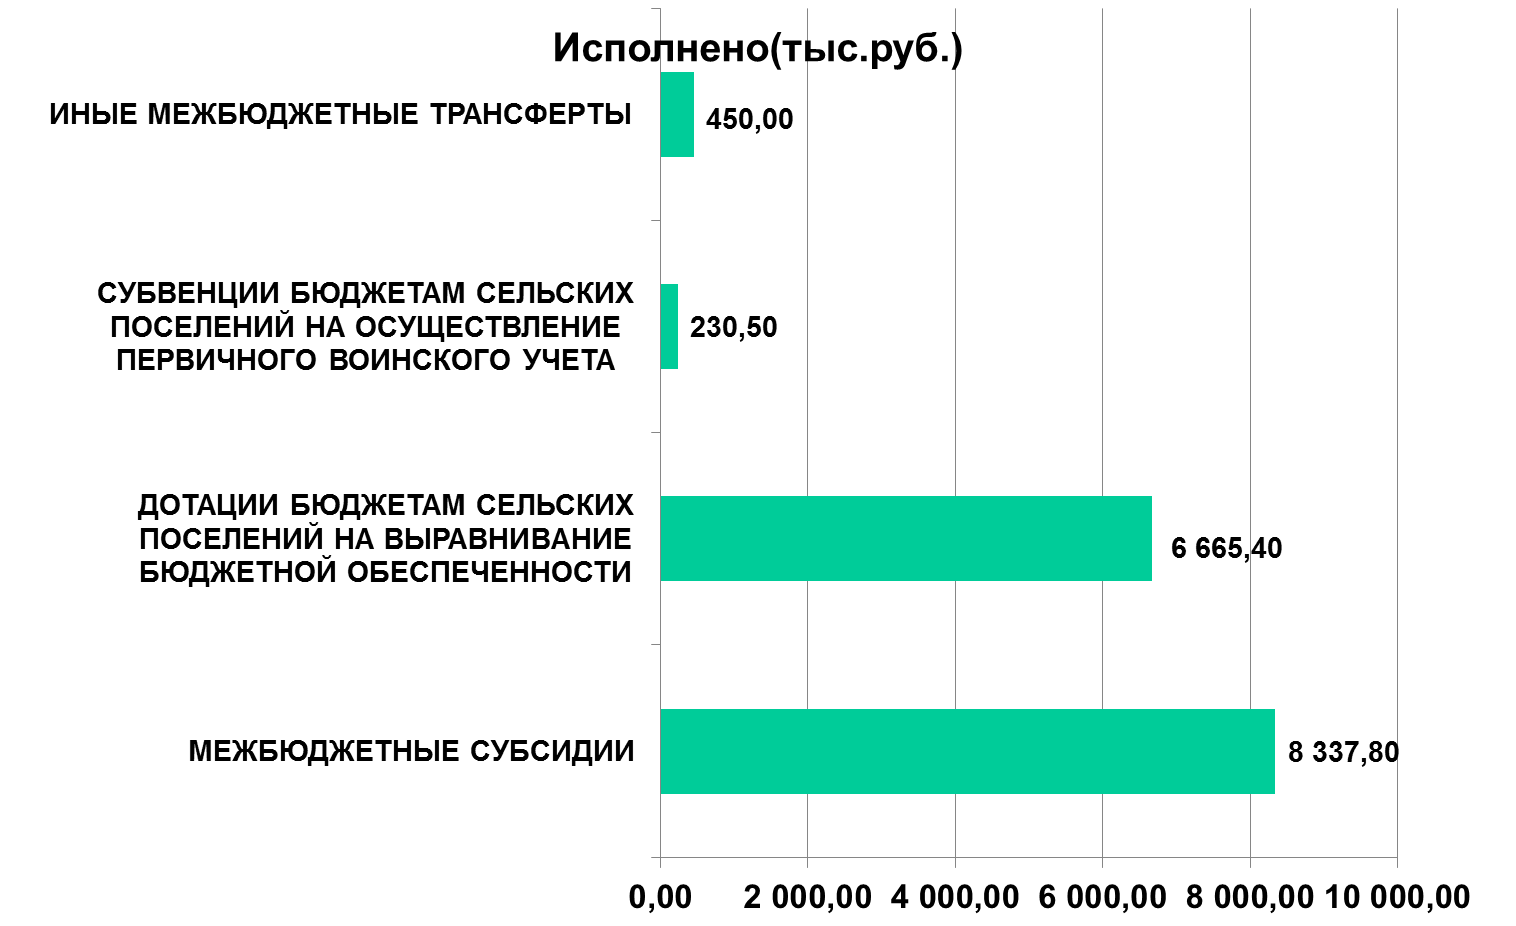 Исполнено(тыс.руб.)
ИНЫЕ МЕЖБЮДЖЕТНЫЕ ТРАНСФЕРТЫ
450,00
СУБВЕНЦИИ БЮДЖЕТАМ СЕЛЬСКИХ
ПОСЕЛЕНИЙ НА ОСУЩЕСТВЛЕНИЕ
ПЕРВИЧНОГО ВОИНСКОГО УЧЕТА
230,50
ДОТАЦИИ БЮДЖЕТАМ СЕЛЬСКИХ
ПОСЕЛЕНИЙ НА ВЫРАВНИВАНИЕ
БЮДЖЕТНОЙ ОБЕСПЕЧЕННОСТИ
6 665,40
МЕЖБЮДЖЕТНЫЕ СУБСИДИИ
8 337,80
0,00 2 000,00 4 000,00 6 000,00 8 000,00 10 000,00